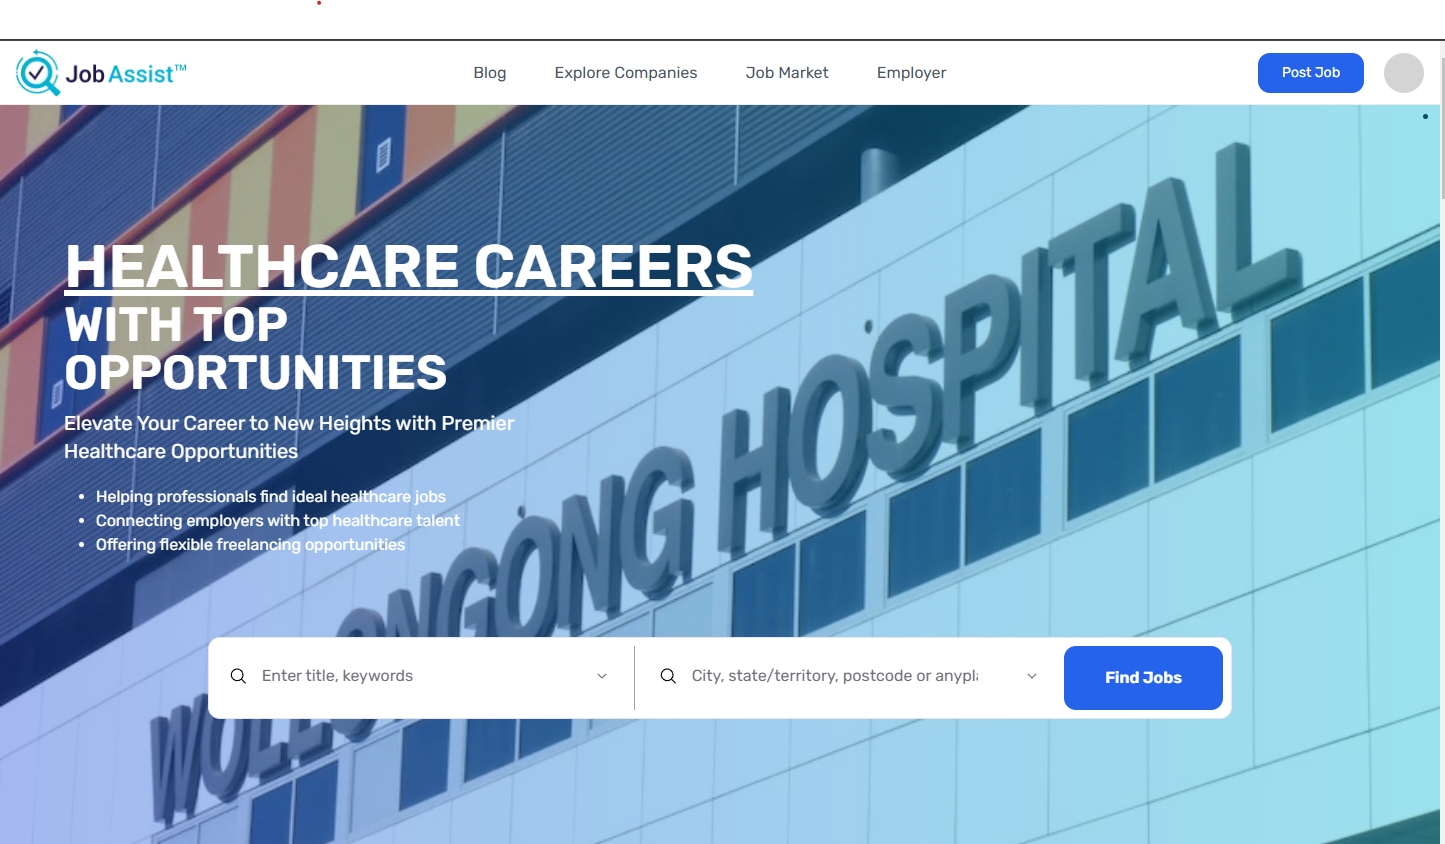 Job Assist™
Blog
Explore Companies
Job Market
Employer
Post Job
HEALTHCARE CAREERS
WITH TOP
OPPORTUNITIES
Elevate Your Career to New Heights with Premier
Healthcare Opportunities
• Helping professionals find ideal healthcare jobs
• Connecting employers with top healthcare talent
• Offering flexible freelancing opportunities
WOLLONGONG HOSPITAL
Enter title, keywords
City, state/territory, postcode or anypl
Find Jobs